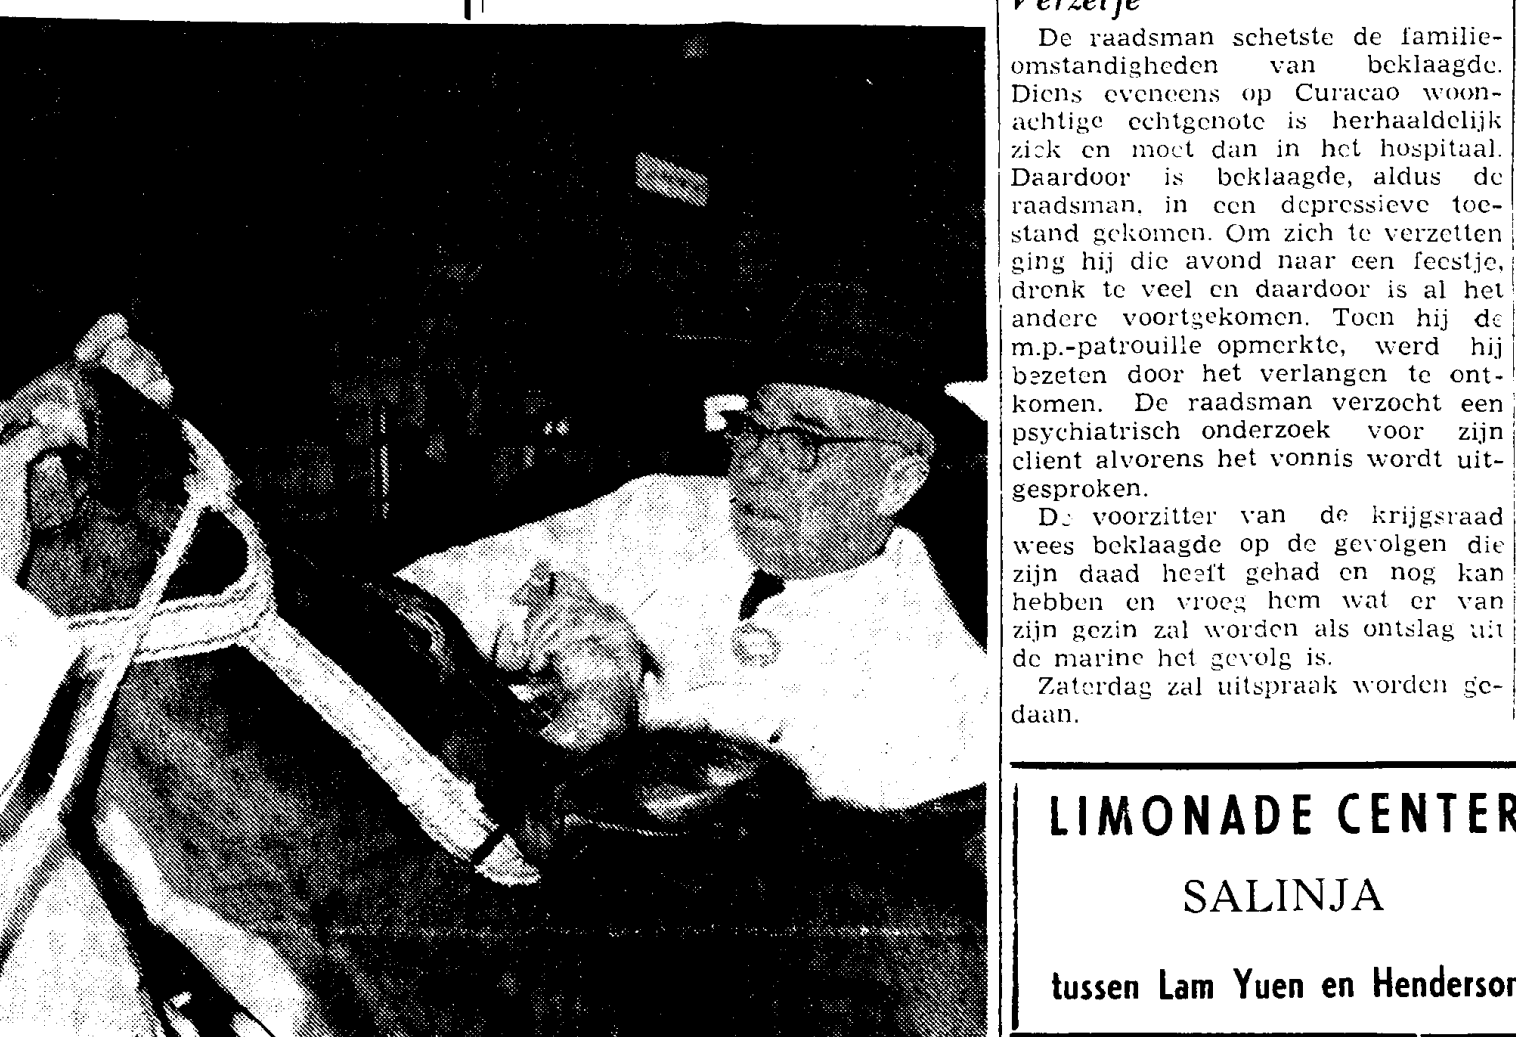 Verzetje
De raadsman schetste de familie-
omstandigheden van beklaagde.
Diens eveneens op Curacao woon-
achtige echtgenote is herhaaldelijk
ziek en moet dan in het hospitaal.
Daardoor is beklaagde, aldus de
raadsman, in een depressieve toe-
stand gekomen. Om zich te verzetten
ging hij die avond naar een feestje,
dronk te veel en daardoor is al het
andere voortgekomen. Toen hij de
m.p.-patrouille opmerkte, werd hij
bezeten door het verlangen te ont-
komen. De raadsman verzocht een
psychiatrisch onderzoek voor zijn
client alvorens het vonnis wordt uit-
gesproken.
De voorzitter van de krijgsraad
wees beklaagde op de gevolgen die
zijn daad heeft gehad en nog kan
hebben en vroeg hem wat er van
zijn gezin zal worden als ontslag uit
de marine het gevolg is.
Zaterdag zal uitspraak worden ge-
daan.
LIMONADE CENTER
SALINJA
tussen Lam Yuen en Henderson